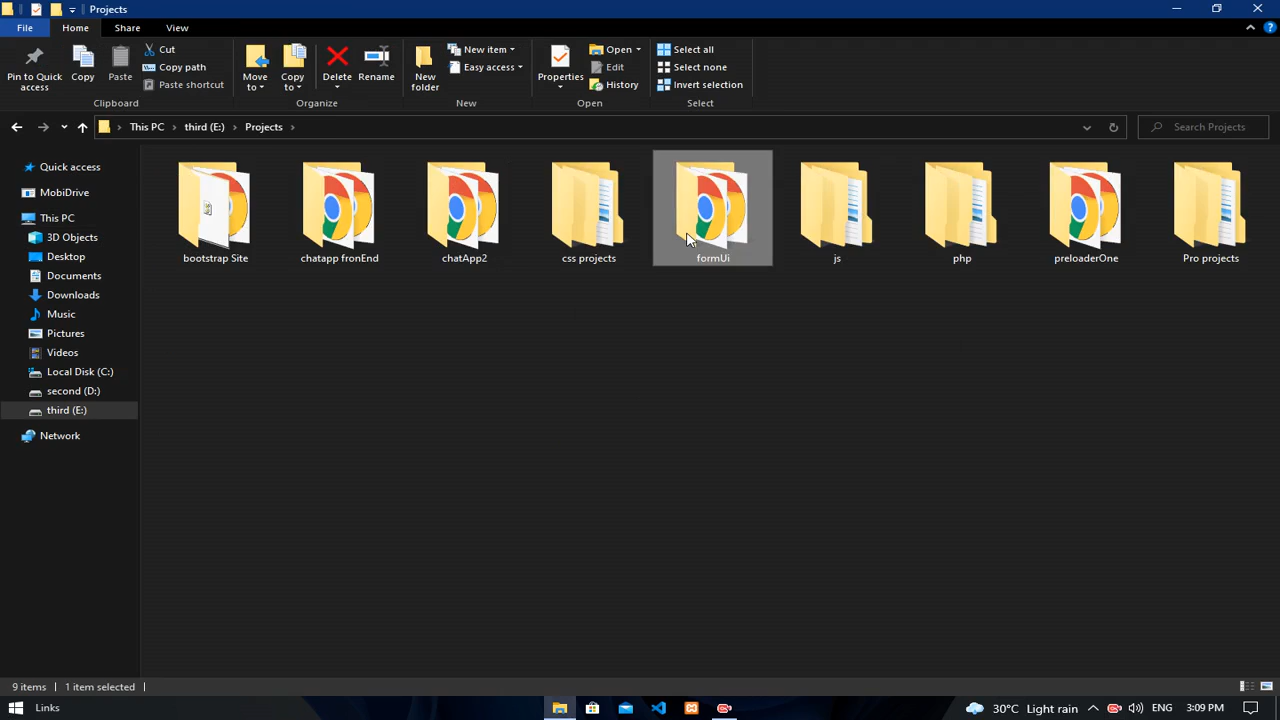 Projects
File Home Share View
Pin to Quick access
Copy
Paste
Cut
Copy path
Paste shortcut
Clipboard
Move to
Copy to
Delete
Rename
Organize
New folder
New item
Easy access
New
Properties
Open
Edit
History
Open
Select all
Select none
Invert selection
Select
This PC > third (E:) > Projects >
Search Projects
Quick access
MobiDrive
This PC
3D Objects
Desktop
Documents
Downloads
Music
Pictures
Videos
Local Disk (C:)
second (D:)
third (E:)
Network
bootstrap Site
chatapp fronEnd
chatApp2
css projects
formUi
js
php
preloaderOne
Pro projects
9 items 1 item selected
Links
30°C Light rain
ENG
3:09 PM